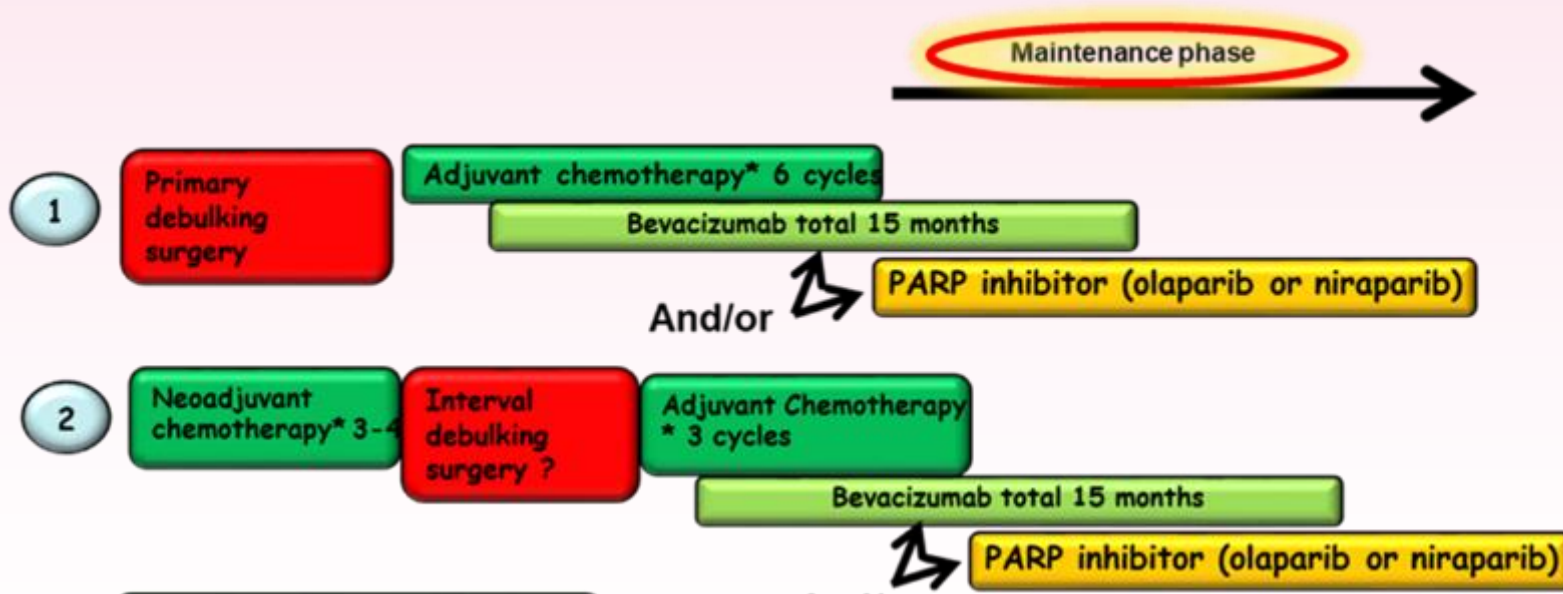 Maintenance phase
1
Primary
debulking
surgery
Adjuvant chemotherapy* 6 cycles
Bevacizumab total 15 months
And/or
PARP inhibitor (olaparib or niraparib)
2
Neoadjuvant
chemotherapy* 3-4
Interval
debulking
surgery ?
Adjuvant Chemotherapy
* 3 cycles
Bevacizumab total 15 months
PARP inhibitor (olaparib or niraparib)